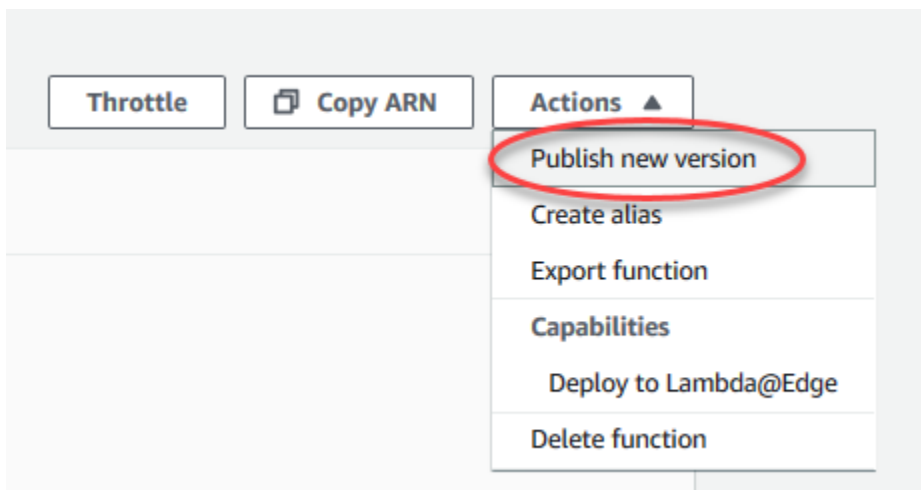 Throttle
Copy ARN
Actions
Publish new version
Create alias
Export function
Capabilities
Deploy to Lambda@Edge
Delete function